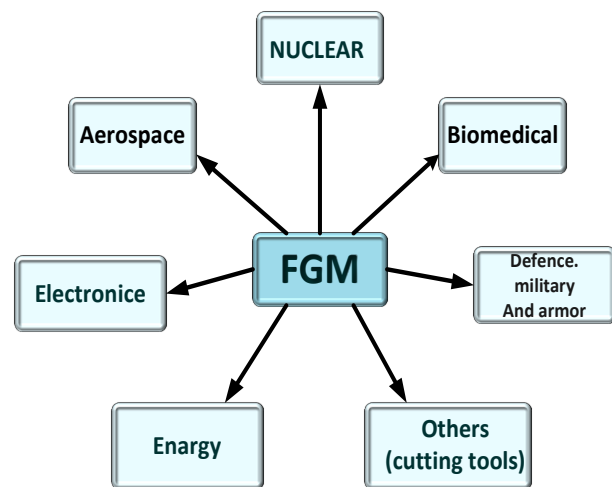 NUCLEAR
Aerospace
Biomedical
FGM
Electronice
Defence.
military
And armor
Enargy
Others
(cutting tools)